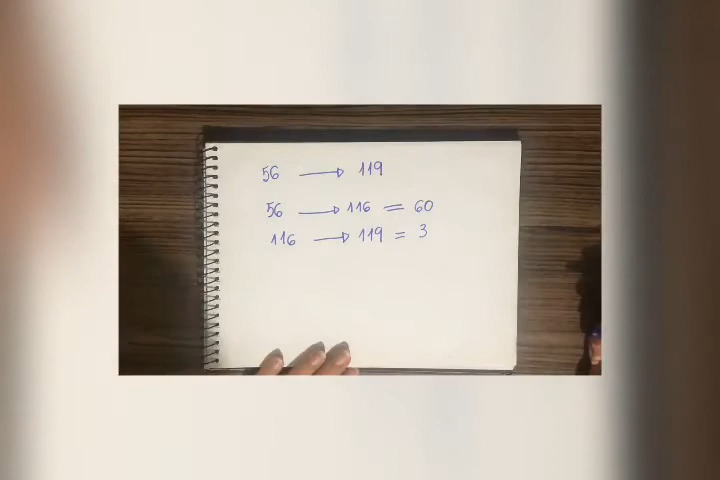 56 → 119
56 → 116 = 60
116 → 119 = 3